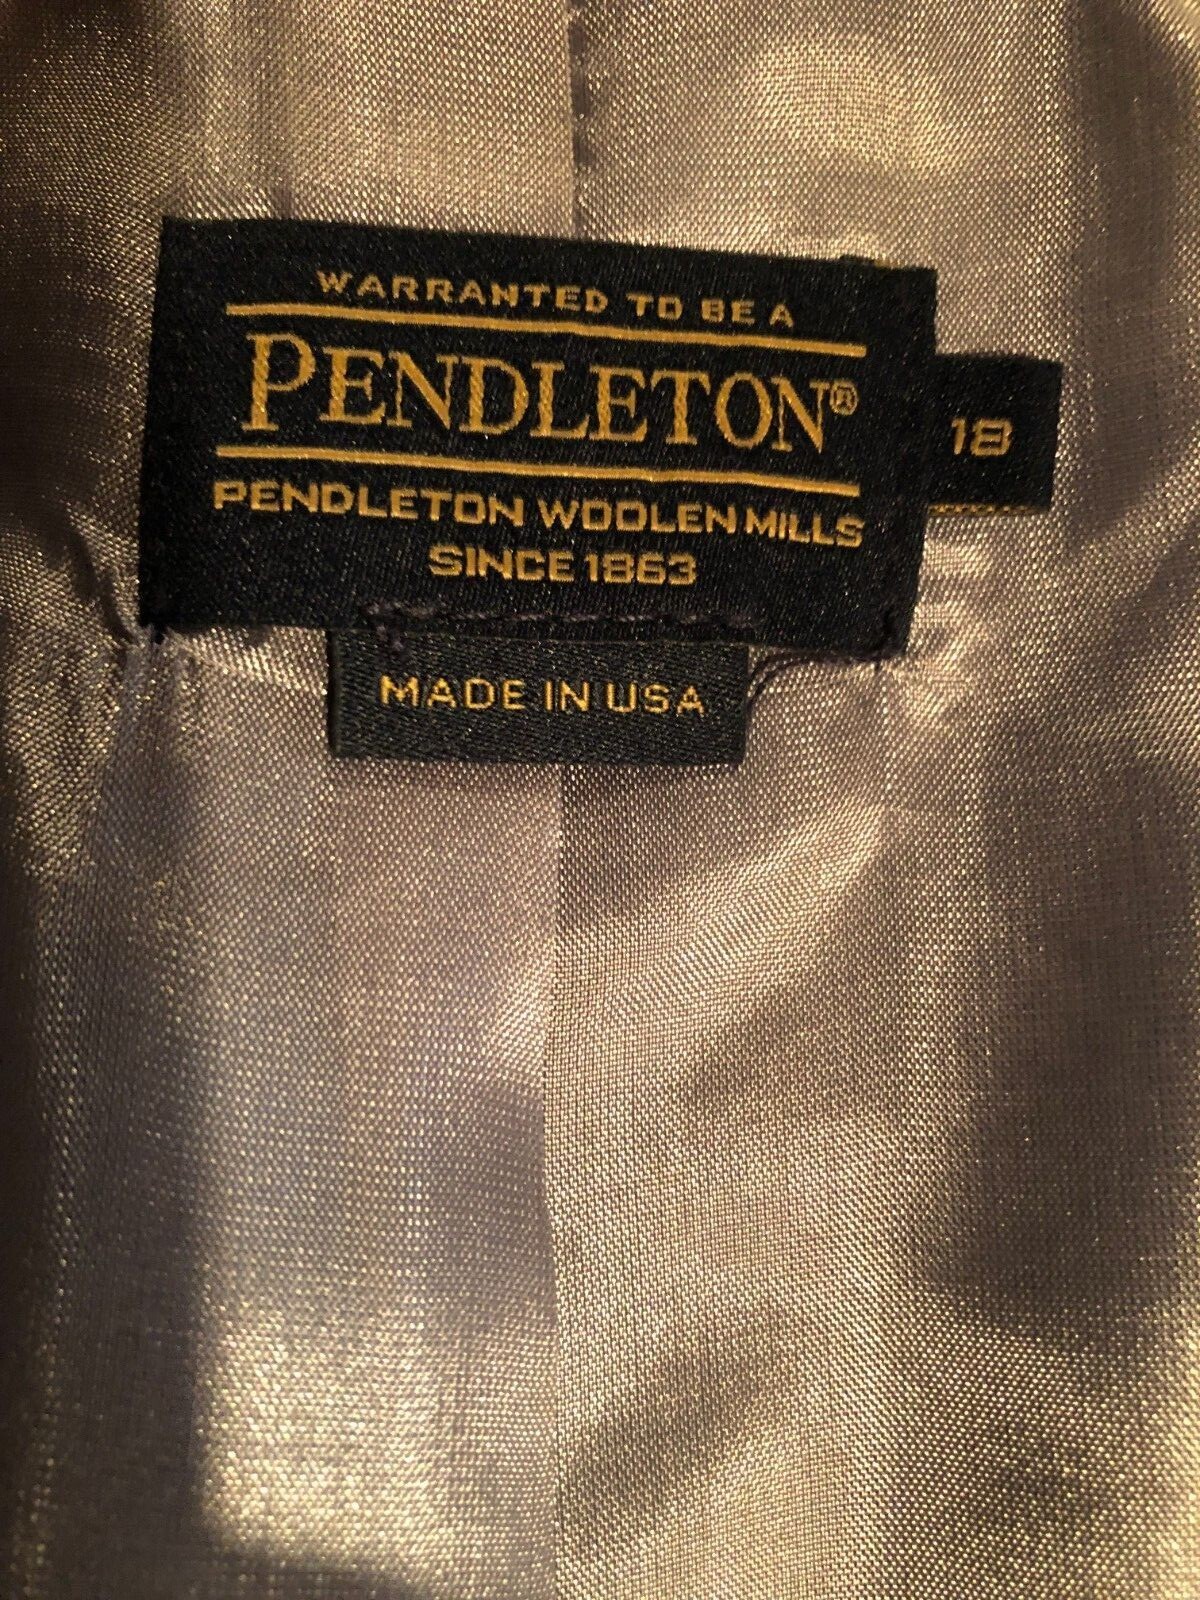 WARRANTED TO BE A
PENDLETON®
PENDLETON WOOLEN MILLS
SINCE 1863
18
MADE IN USA